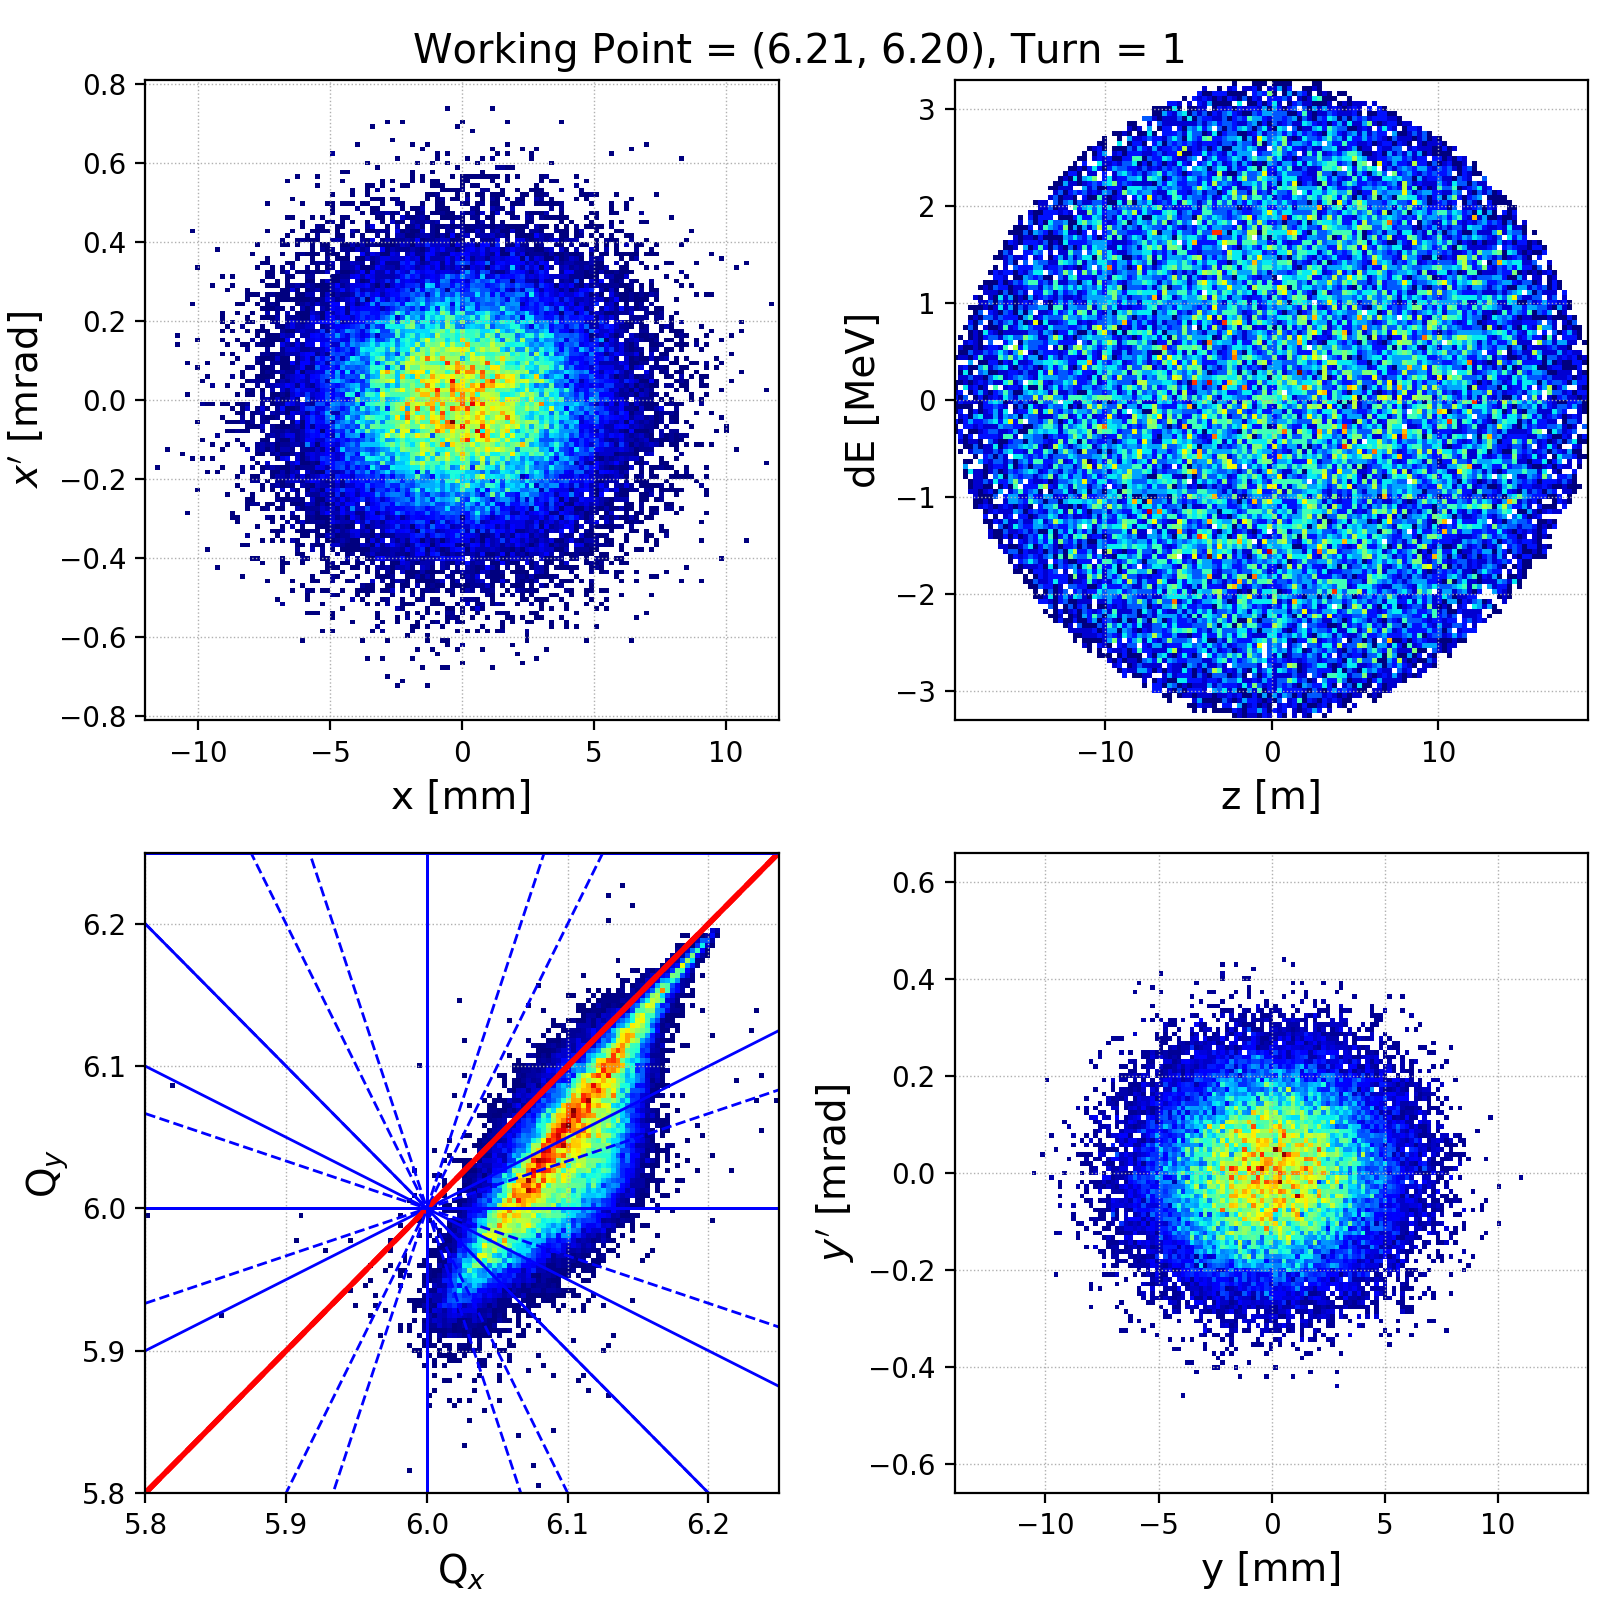 Working Point = (6.21, 6.20), Turn = 1
0.8
0.6
0.4
0.2
0.0
−0.2
−0.4
−0.6
−0.8
x′ [mrad]
−10 −5 0 5 10
x [mm]
3
2
1
0
−1
−2
−3
dE [MeV]
−10 0 10
z [m]
6.2
6.1
6.0
5.9
5.8
Qy
5.8 5.9 6.0 6.1 6.2
Qx
0.6
0.4
0.2
0.0
−0.2
−0.4
−0.6
y′ [mrad]
−10 −5 0 5 10
y [mm]